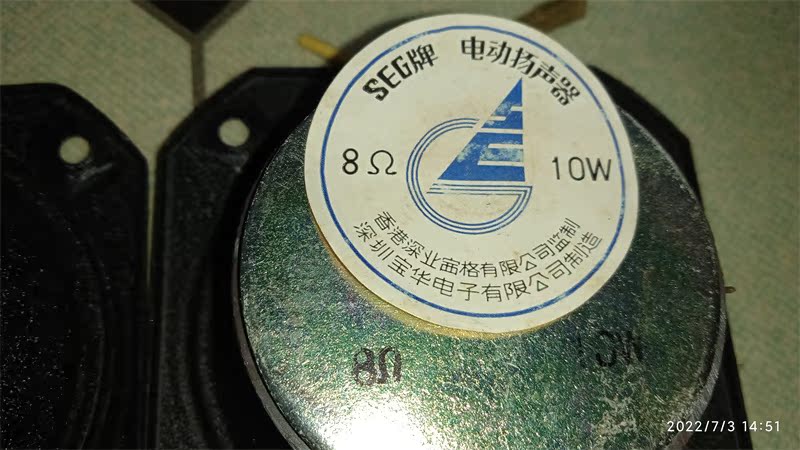 SEG牌 电动扬声器
8Ω 10W
香港深业宝格有限公司监制
深圳宝华电子有限公司制造
8Ω 10W
2022/7/3 14:51